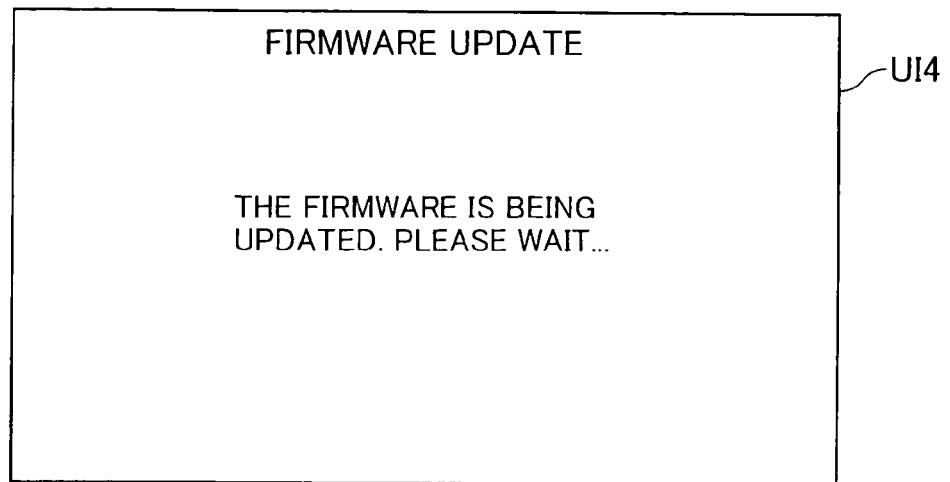 FIRMWARE UPDATE
UI4
THE FIRMWARE IS BEING
UPDATED. PLEASE WAIT...